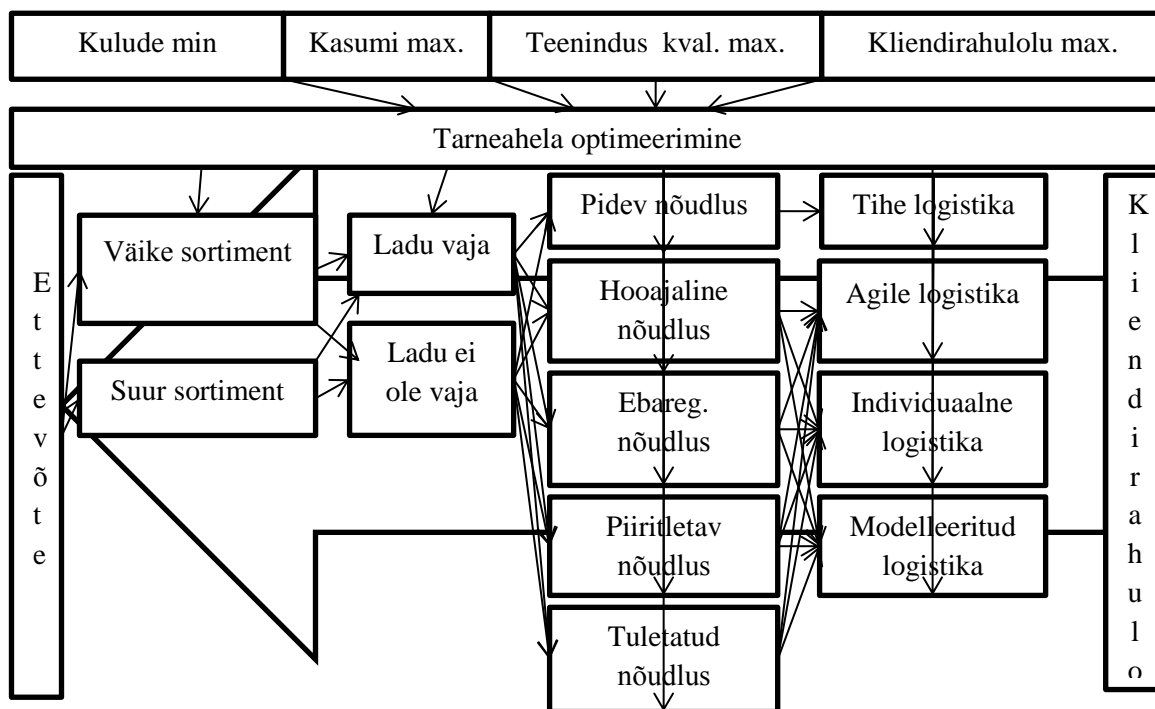 Kulude min
Kasumi max.
Teenindus kval. max.
Kliendirahulolu max.
Tarneahela optimeerimine
Ettevõte
Väike sortiment
Suur sortiment
Ladu vaja
Ladu ei
ole vaja
Pidev nõudlus
Hooajaline
nõudlus
Ebareg.
nõudlus
Piiritletav
nõudlus
Tuletatud
nõudlus
Tihe logistika
Agile logistika
Individuaalne
logistika
Modelleeritud
logistika
Kliendirahulo